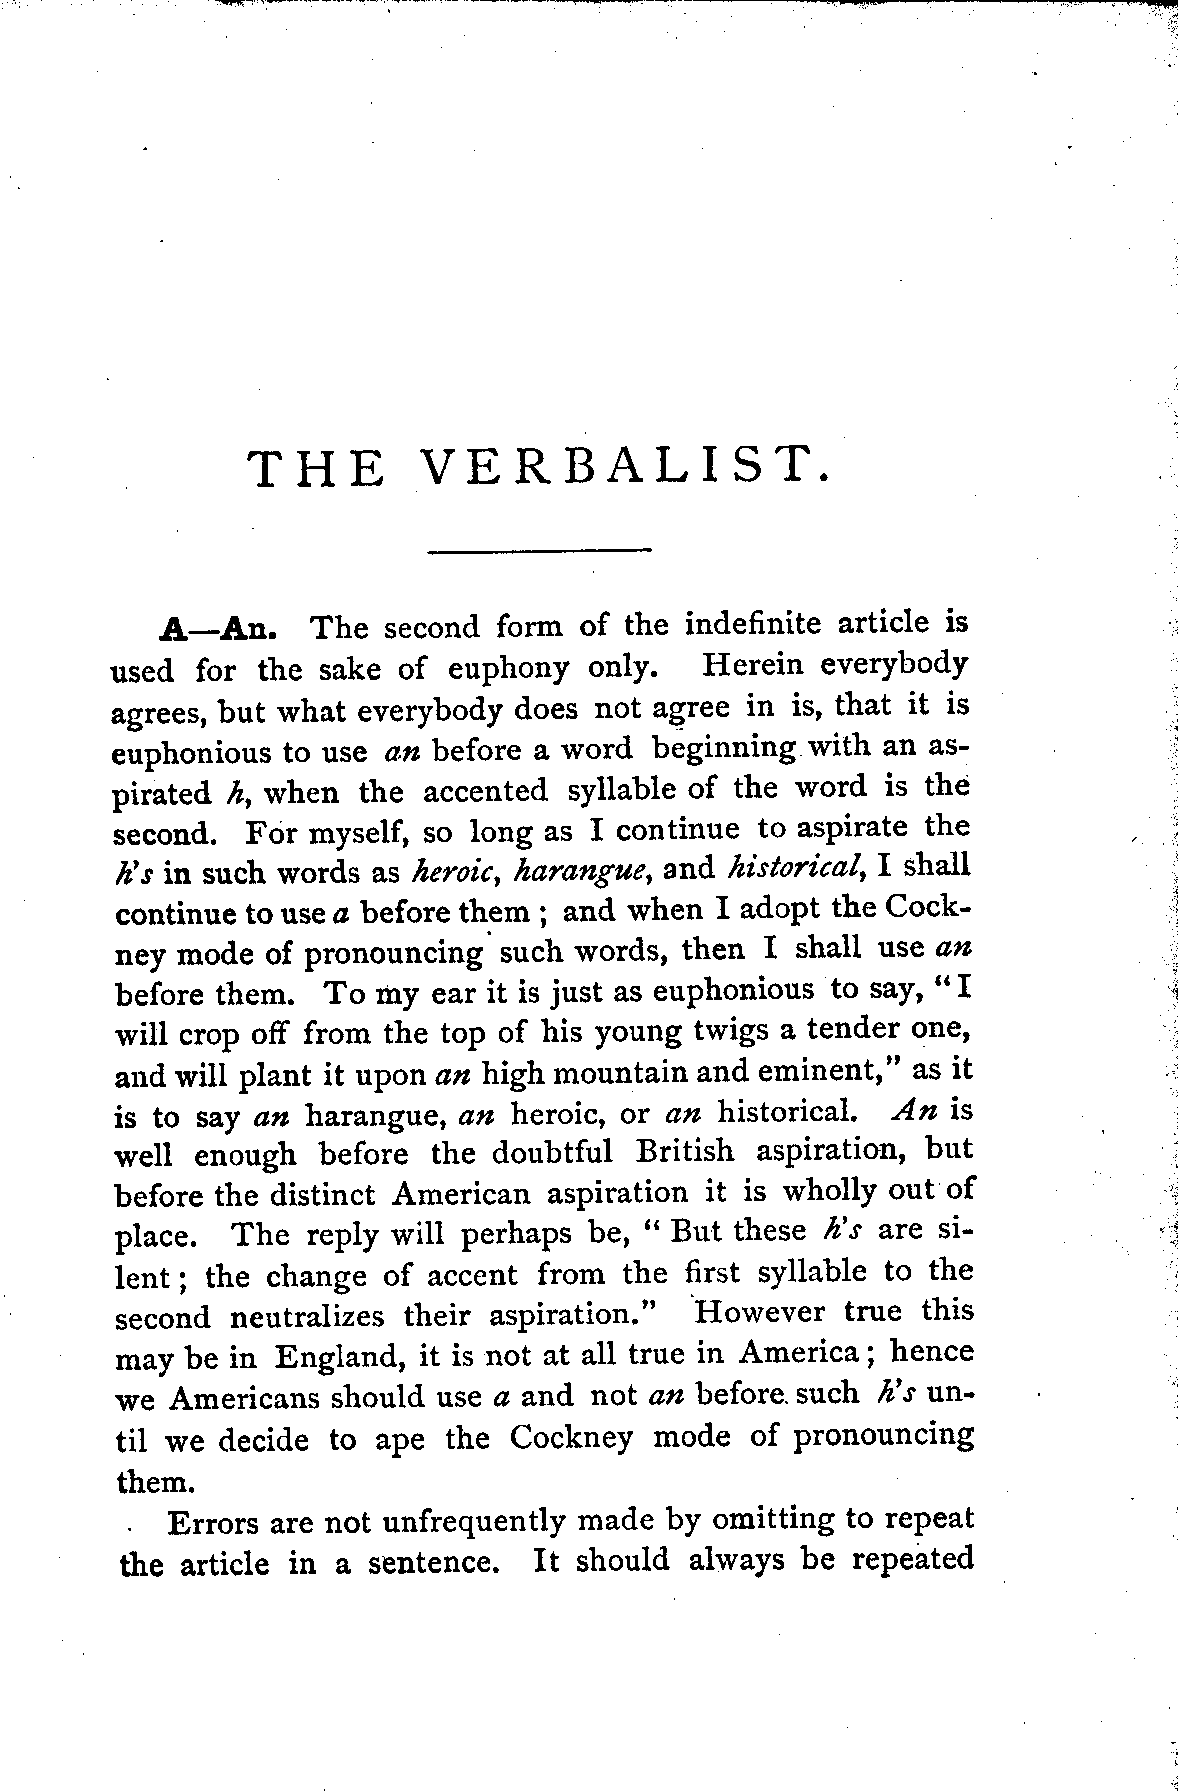 THE VERBALIST.
A—An. The second form of the indefinite article is
used for the sake of euphony only. Herein everybody
agrees, but what everybody does not agree in is, that it is
euphonious to use an before a word beginning with an as-
pirated h, when the accented syllable of the word is the
second. For myself, so long as I continue to aspirate the
h's in such words as heroic, harangue, and historical, I shall
continue to use a before them; and when I adopt the Cock-
ney mode of pronouncing such words, then I shall use an
before them. To my ear it is just as euphonious to say, "I
will crop off from the top of his young twigs a tender one,
and will plant it upon an high mountain and eminent," as it
is to say an harangue, an heroic, or an historical. An is
well enough before the doubtful British aspiration, but
before the distinct American aspiration it is wholly out of
place. The reply will perhaps be, "But these h's are si-
lent; the change of accent from the first syllable to the
second neutralizes their aspiration." However true this
may be in England, it is not at all true in America; hence
we Americans should use a and not an before such h's un-
til we decide to ape the Cockney mode of pronouncing
them.
Errors are not unfrequently made by omitting to repeat
the article in a sentence. It should always be repeated